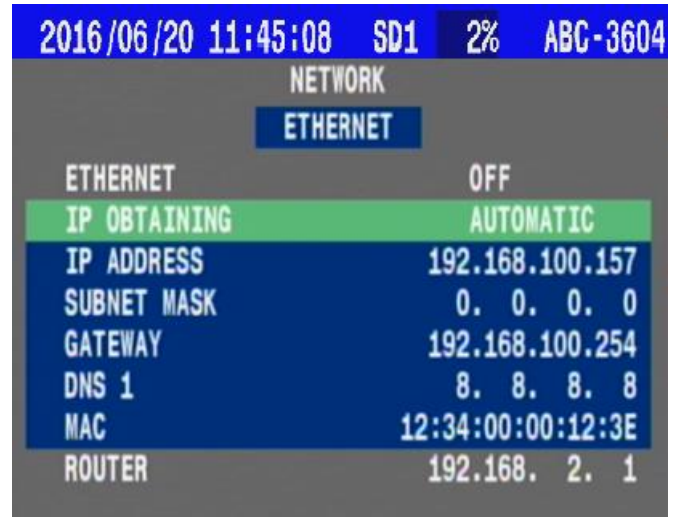 2016/06/20 11:45:08 SD1 2% ABC-3604
NETWORK
ETHERNET
ETHERNET OFF
IP OBTAINING AUTOMATIC
IP ADDRESS 192.168.100.157
SUBNET MASK 0. 0. 0. 0
GATEWAY 192.168.100.254
DNS 1 8. 8. 8. 8
MAC 12:34:00:00:12:3E
ROUTER 192.168. 2. 1